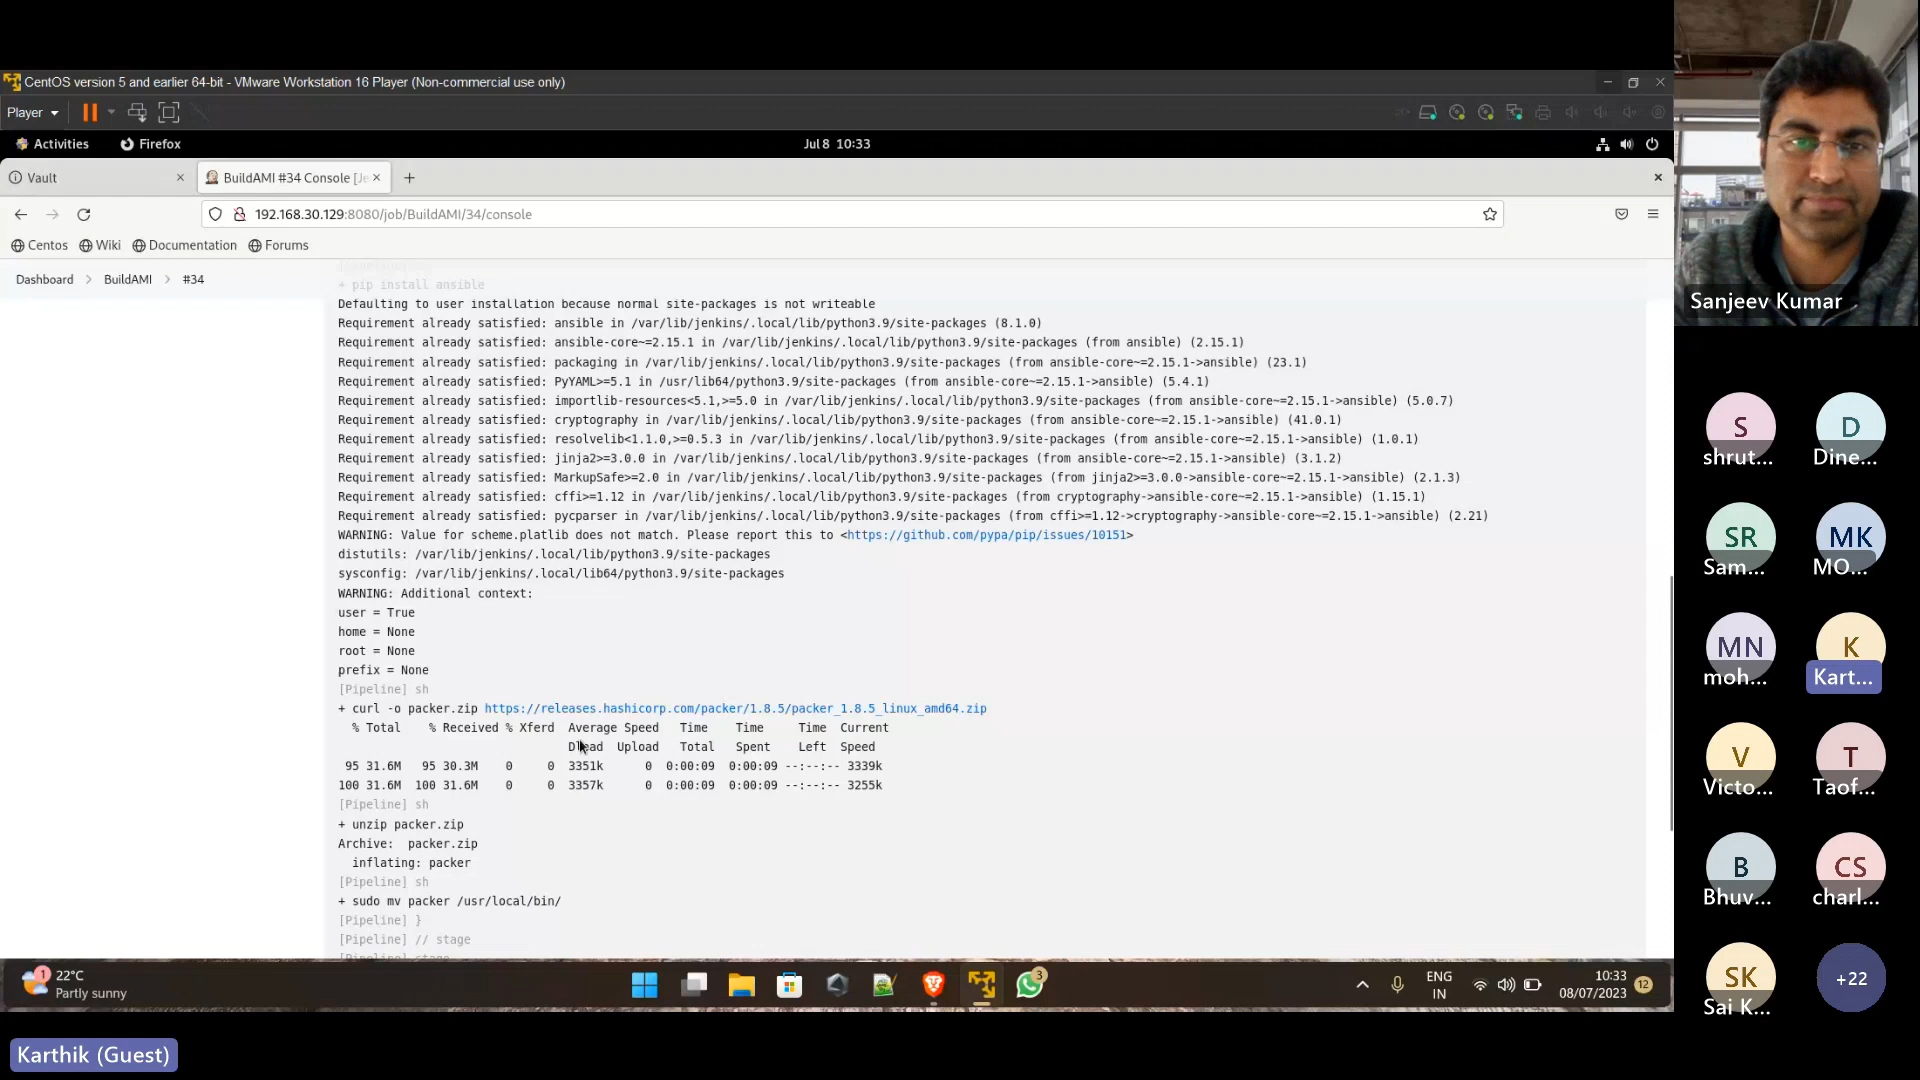 CentOS version 5 and earlier 64-bit - VMware Workstation 16 Player (Non-commercial use only)
Player
Activities
Firefox
Jul 8 10:33
Vault
BuildAMI #34 Console [Je
192.168.30.129:8080/job/BuildAMI/34/console
Centos
Wiki
Documentation
Forums
Dashboard
BuildAMI
#34
+ pip install ansible
Defaulting to user installation because normal site-packages is not writeable
Requirement already satisfied: ansible in /var/lib/jenkins/.local/lib/python3.9/site-packages (8.1.0)
Requirement already satisfied: ansible-core~=2.15.1 in /var/lib/jenkins/.local/lib/python3.9/site-packages (from ansible) (2.15.1)
Requirement already satisfied: packaging in /var/lib/jenkins/.local/lib/python3.9/site-packages (from ansible-core~=2.15.1->ansible) (23.1)
Requirement already satisfied: PyYAML>=5.1 in /usr/lib64/python3.9/site-packages (from ansible-core~=2.15.1->ansible) (5.4.1)
Requirement already satisfied: importlib-resources<5.1,>=5.0 in /var/lib/jenkins/.local/lib/python3.9/site-packages (from ansible-core~=2.15.1->ansible) (5.0.7)
Requirement already satisfied: cryptography in /var/lib/jenkins/.local/lib/python3.9/site-packages (from ansible-core~=2.15.1->ansible) (41.0.1)
Requirement already satisfied: resolvelib<1.1.0,>=0.5.3 in /var/lib/jenkins/.local/lib/python3.9/site-packages (from ansible-core~=2.15.1->ansible) (1.0.1)
Requirement already satisfied: jinja2>=3.0.0 in /var/lib/jenkins/.local/lib/python3.9/site-packages (from ansible-core~=2.15.1->ansible) (3.1.2)
Requirement already satisfied: MarkupSafe>=2.0 in /var/lib/jenkins/.local/lib/python3.9/site-packages (from jinja2>=3.0.0->ansible-core~=2.15.1->ansible) (2.1.3)
Requirement already satisfied: cffi>=1.12 in /var/lib/jenkins/.local/lib/python3.9/site-packages (from cryptography->ansible-core~=2.15.1->ansible) (1.15.1)
Requirement already satisfied: pycparser in /var/lib/jenkins/.local/lib/python3.9/site-packages (from cffi>=1.12->cryptography->ansible-core~=2.15.1->ansible) (2.21)
WARNING: Value for scheme.platlib does not match. Please report this to <https://github.com/pypa/pip/issues/10151>
distutils: /var/lib/jenkins/.local/lib/python3.9/site-packages
sysconfig: /var/lib/jenkins/.local/lib64/python3.9/site-packages
WARNING: Additional context:
user = True
home = None
root = None
prefix = None
[Pipeline] sh
+ curl -o packer.zip https://releases.hashicorp.com/packer/1.8.5/packer_1.8.5_linux_amd64.zip
% Total % Received % Xferd Average Speed Time Time Time Current
Dload Upload Total Spent Left Speed
95 31.6M 95 30.3M 0 0 3351k 0 0:00:09 0:00:09 --:--:-- 3339k
100 31.6M 100 31.6M 0 0 3357k 0 0:00:09 0:00:09 --:--:-- 3255k
[Pipeline] sh
+ unzip packer.zip
Archive: packer.zip
inflating: packer
[Pipeline] sh
+ sudo mv packer /usr/local/bin/
[Pipeline] }
[Pipeline] // stage
[Pipeline] stage
1
22°C
Partly sunny
3
ENG
IN
10:33
08/07/2023
12
Karthik (Guest)
Sanjeev Kumar
S
shrut...
D
Dine...
SR
Sam...
MK
MO...
MN
moh...
K
Kart...
V
Victo...
T
Taof...
B
Bhuv...
CS
charl...
SK
Sai K...
+22